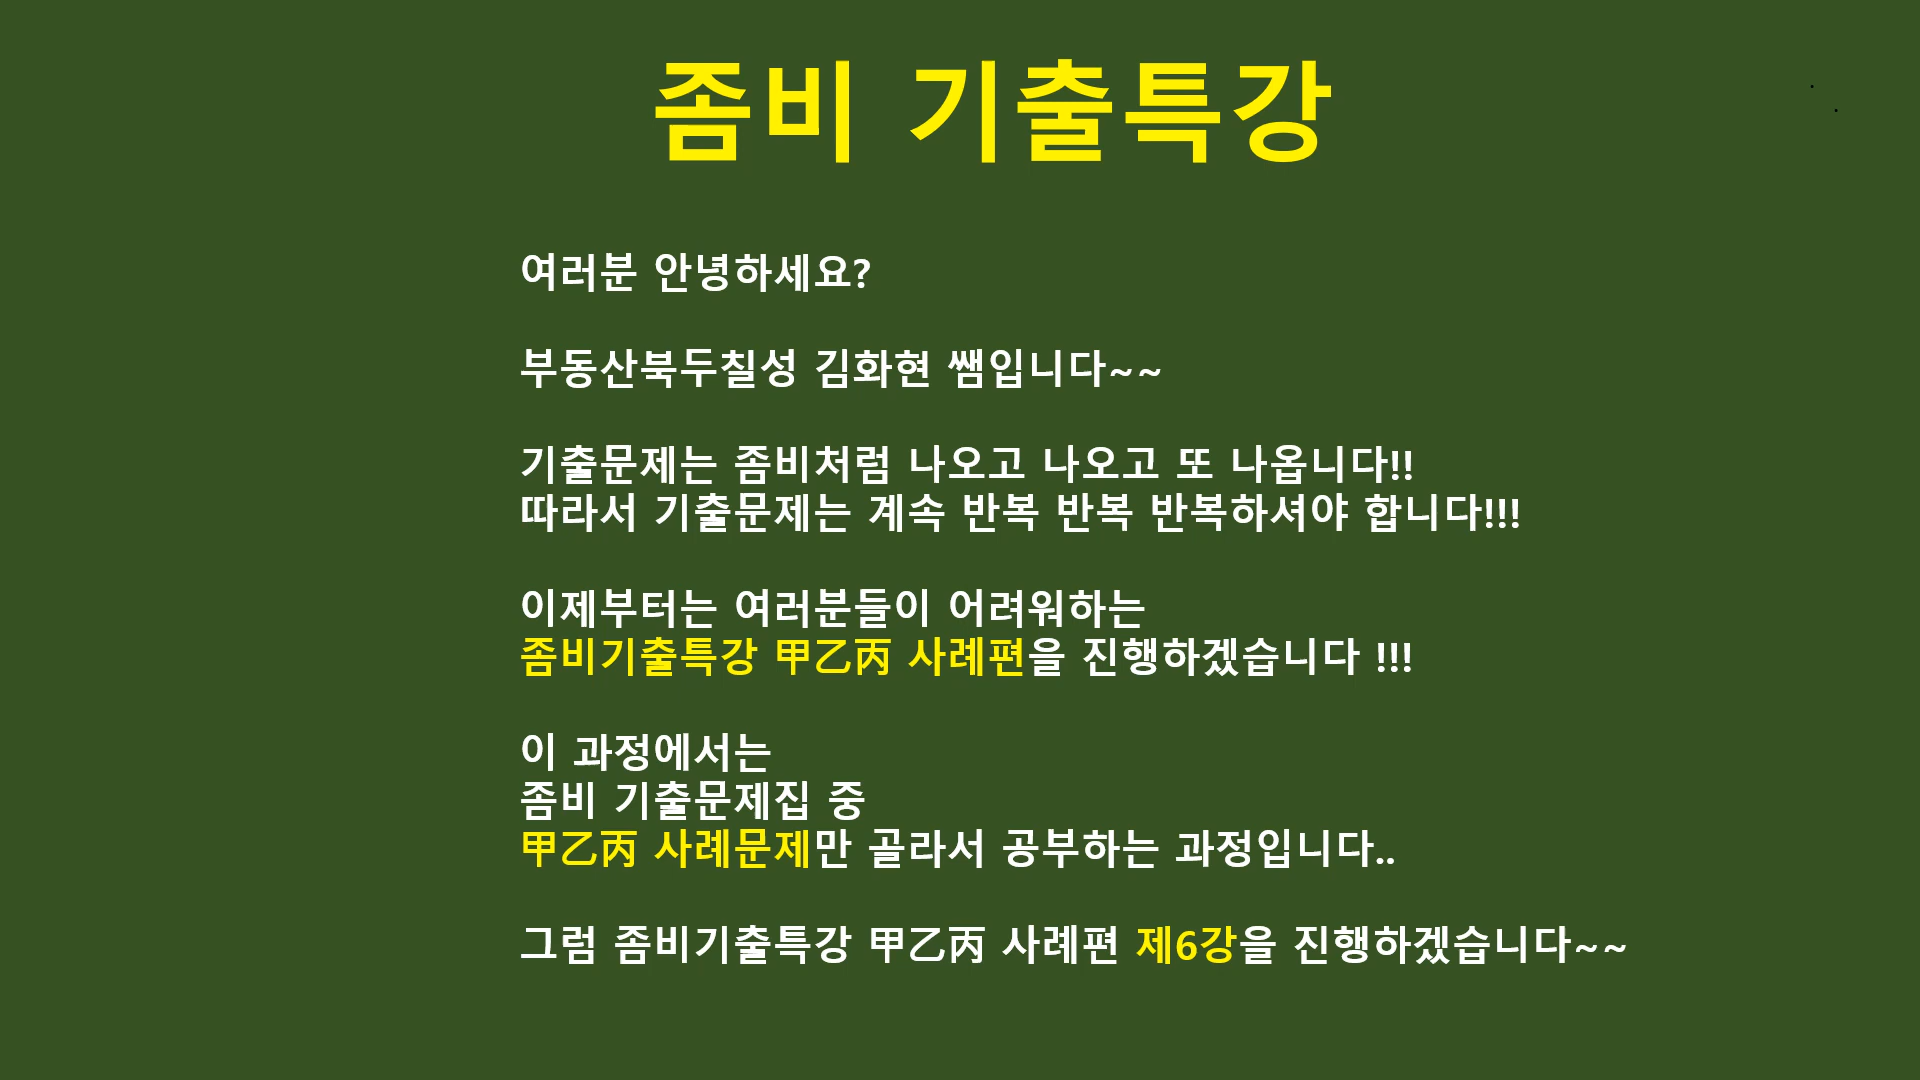 좀비 기출특강
여러분 안녕하세요?
부동산북두칠성 김화현 쌤입니다~~
기출문제는 좀비처럼 나오고 나오고 또 나옵니다!!
따라서 기출문제는 계속 반복 반복 반복하셔야 합니다!!!
이제부터는 여러분들이 어려워하는
좀비기출특강 甲乙丙 사례편을 진행하겠습니다 !!!
이 과정에서는
좀비 기출문제집 중
甲乙丙 사례문제만 골라서 공부하는 과정입니다..
그럼 좀비기출특강 甲乙丙 사례편 제6강을 진행하겠습니다~~